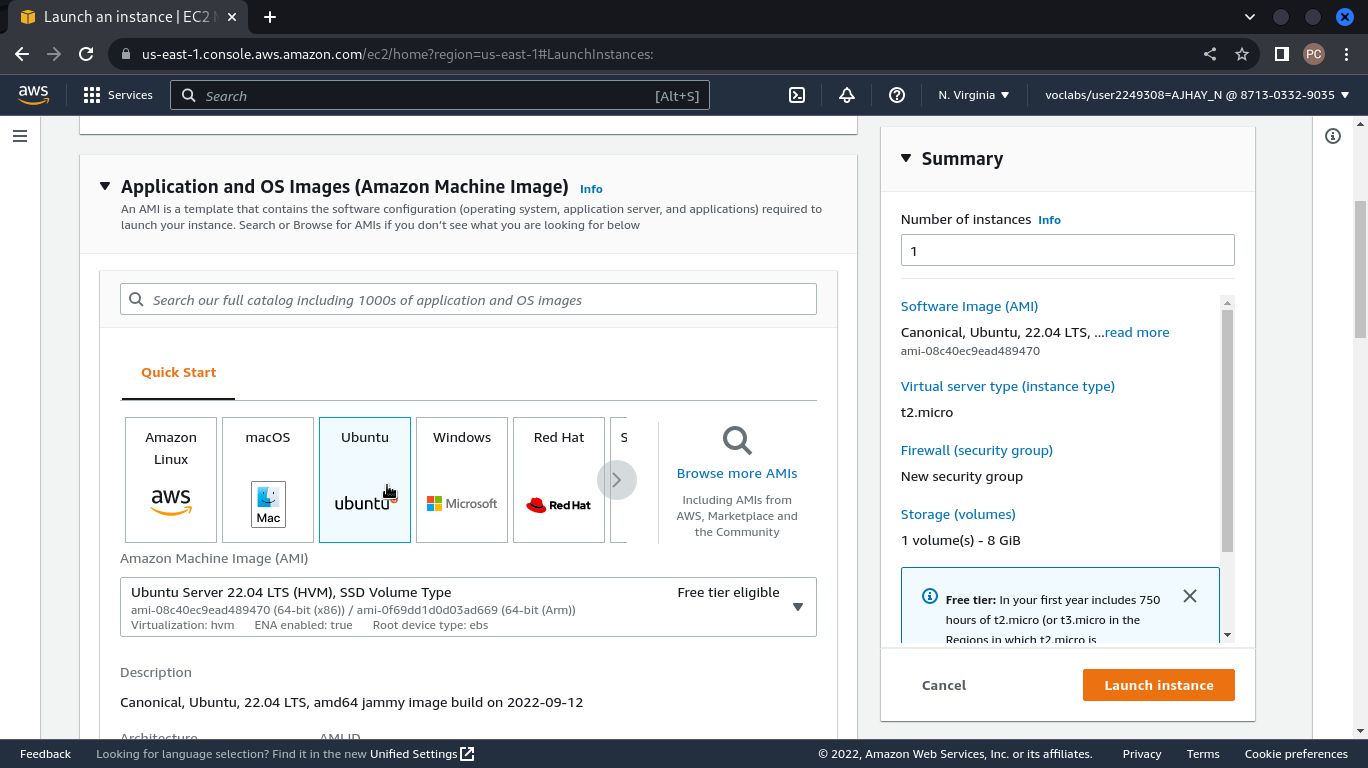 Launch an instance | EC2 M
us-east-1.console.aws.amazon.com/ec2/home?region=us-east-1#LaunchInstances:
PC
aws
Services
Search
[Alt+S]
N. Virginia
voclabs/user2249308=AJHAY_N @ 8713-0332-9035
Application and OS Images (Amazon Machine Image) Info
An AMI is a template that contains the software configuration (operating system, application server, and applications) required to
launch your instance. Search or Browse for AMIs if you don't see what you are looking for below
Search our full catalog including 1000s of application and OS images
Quick Start
Amazon
Linux
aws
macOS
Mac
Ubuntu
ubuntu
Windows
Microsoft
Red Hat
Red Hat
S
Browse more AMIs
Including AMIs from
AWS, Marketplace and
the Community
Amazon Machine Image (AMI)
Ubuntu Server 22.04 LTS (HVM), SSD Volume Type
Free tier eligible
ami-08c40ec9ead489470 (64-bit (x86)) / ami-0f69dd1d0d03ad669 (64-bit (Arm))
Virtualization: hvm ENA enabled: true Root device type: ebs
Description
Canonical, Ubuntu, 22.04 LTS, amd64 jammy image build on 2022-09-12
Architecture AMI ID
Summary
Number of instances Info
1
Software Image (AMI)
Canonical, Ubuntu, 22.04 LTS, ...read more
ami-08c40ec9ead489470
Virtual server type (instance type)
t2.micro
Firewall (security group)
New security group
Storage (volumes)
1 volume(s) - 8 GiB
Free tier: In your first year includes 750
hours of t2.micro (or t3.micro in the
Regions in which t2.micro is
Cancel
Launch instance
Feedback
Looking for language selection? Find it in the new Unified Settings
© 2022, Amazon Web Services, Inc. or its affiliates.
Privacy
Terms
Cookie preferences